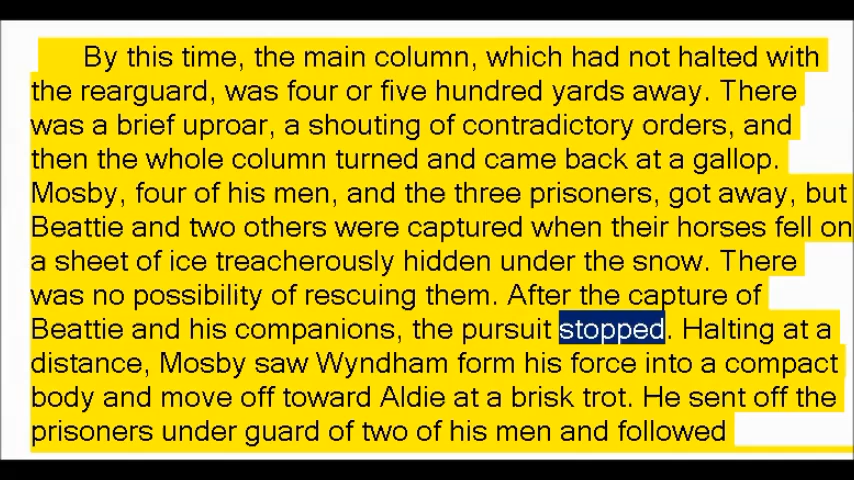 By this time, the main column, which had not halted with
the rearguard, was four or five hundred yards away. There
was a brief uproar, a shouting of contradictory orders, and
then the whole column turned and came back at a gallop.
Mosby, four of his men, and the three prisoners, got away, but
Beattie and two others were captured when their horses fell on
a sheet of ice treacherously hidden under the snow. There
was no possibility of rescuing them. After the capture of
Beattie and his companions, the pursuit stopped. Halting at a
distance, Mosby saw Wyndham form his force into a compact
body and move off toward Aldie at a brisk trot. He sent off the
prisoners under guard of two of his men and followed